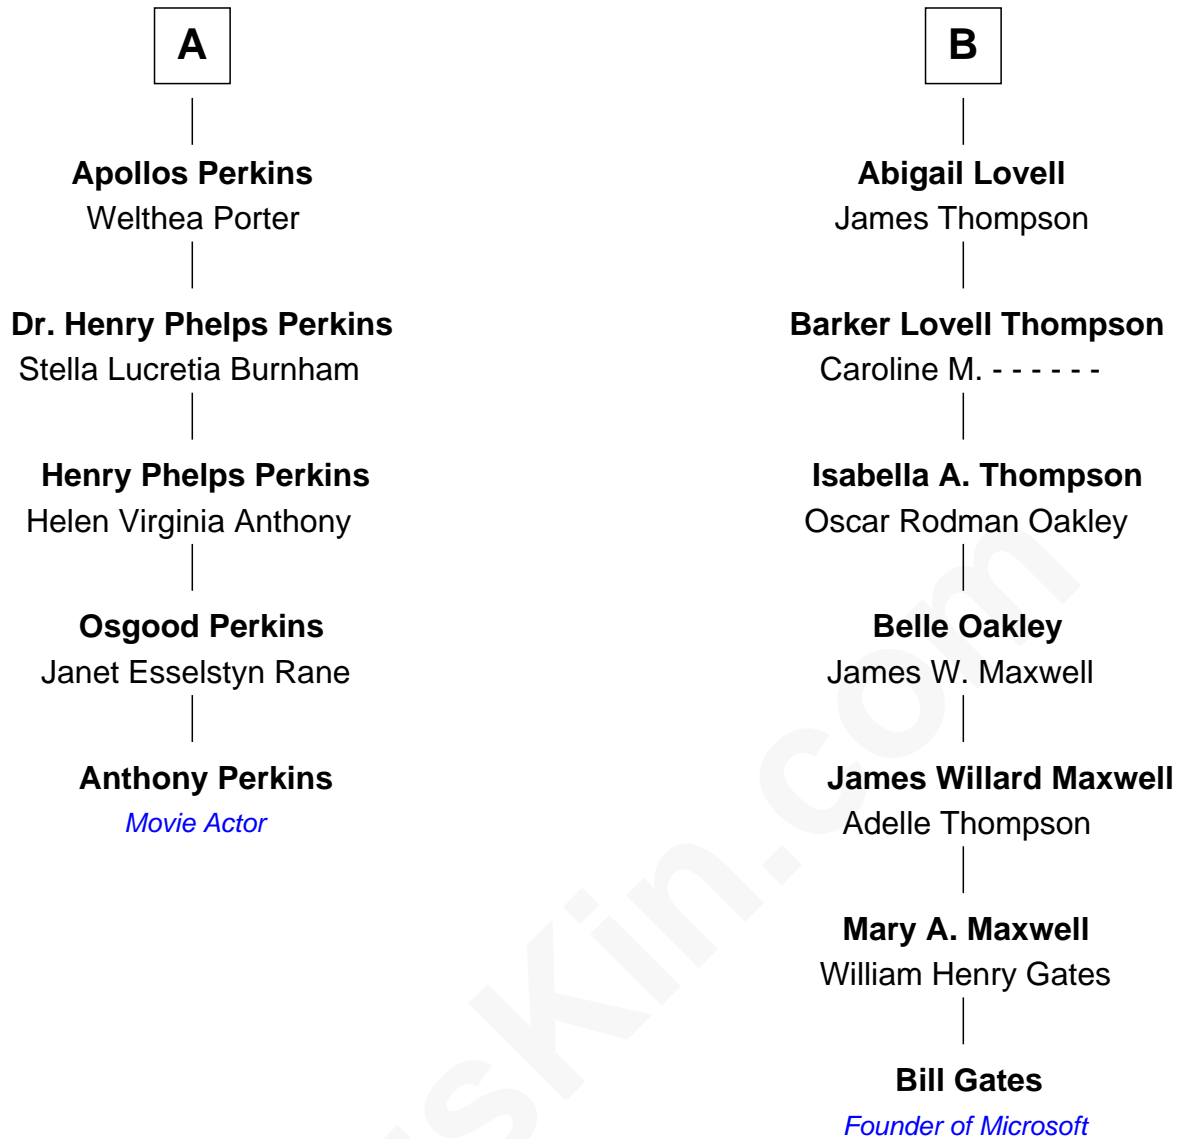 A
Apollos Perkins
Welthea Porter
Dr. Henry Phelps Perkins
Stella Lucretia Burnham
Henry Phelps Perkins
Helen Virginia Anthony
Osgood Perkins
Janet Esselstyn Rane
Anthony Perkins
Movie Actor
B
Abigail Lovell
James Thompson
Barker Lovell Thompson
Caroline M. - - - - - -
Isabella A. Thompson
Oscar Rodman Oakley
Belle Oakley
James W. Maxwell
James Willard Maxwell
Adelle Thompson
Mary A. Maxwell
William Henry Gates
Bill Gates
Founder of Microsoft